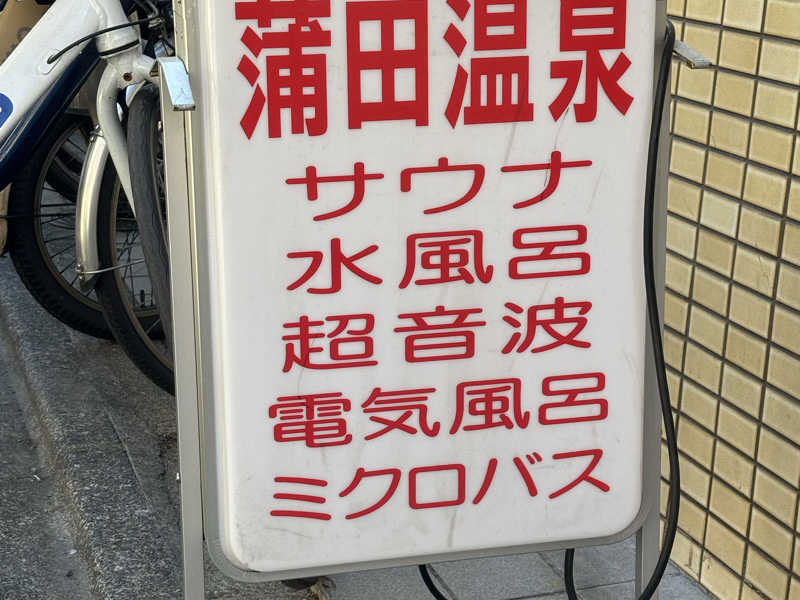 蒲田温泉
サウナ
水風呂
超音波
電気風呂
ミクロバス